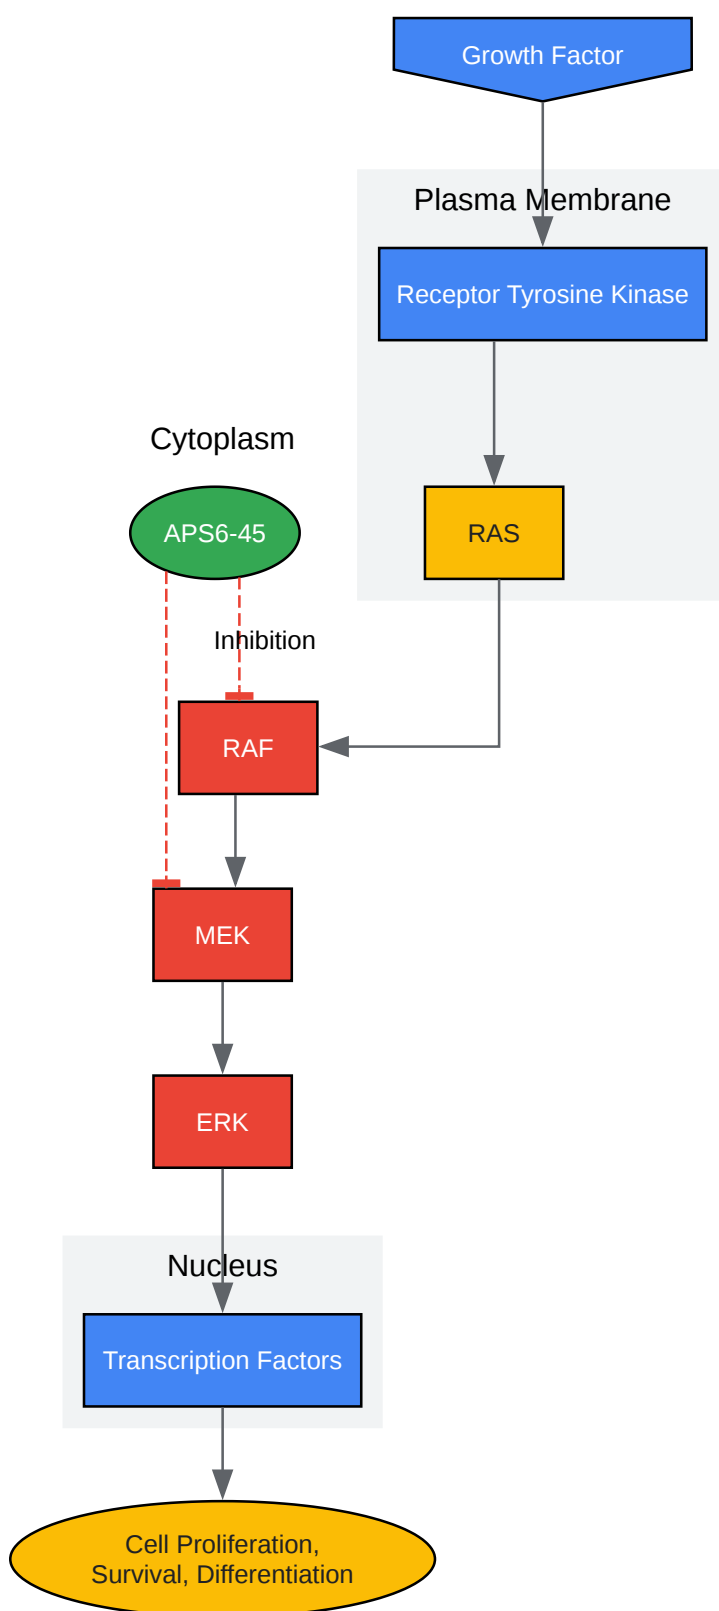 Growth Factor
Plasma Membrane
Receptor Tyrosine Kinase
Cytoplasm
APS6-45
RAS
Inhibition
RAF
MEK
ERK
Nucleus
Transcription Factors
Cell Proliferation,
Survival, Differentiation